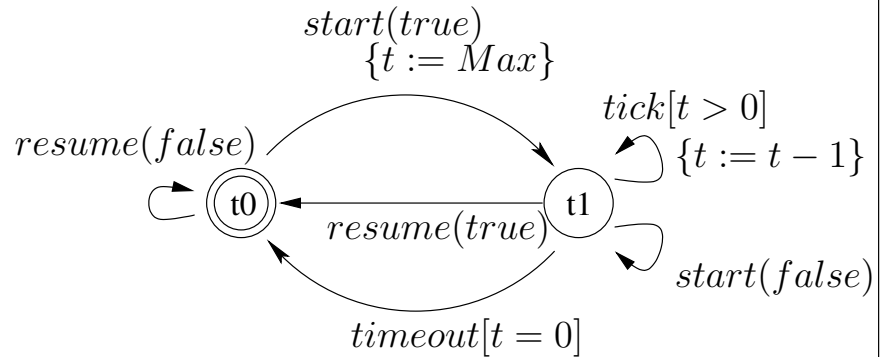 start(true)
{t := Max}
tick[t > 0]
resume(false)
{t := t − 1}
t0
t1
resume(true)
start(false)
timeout[t = 0]